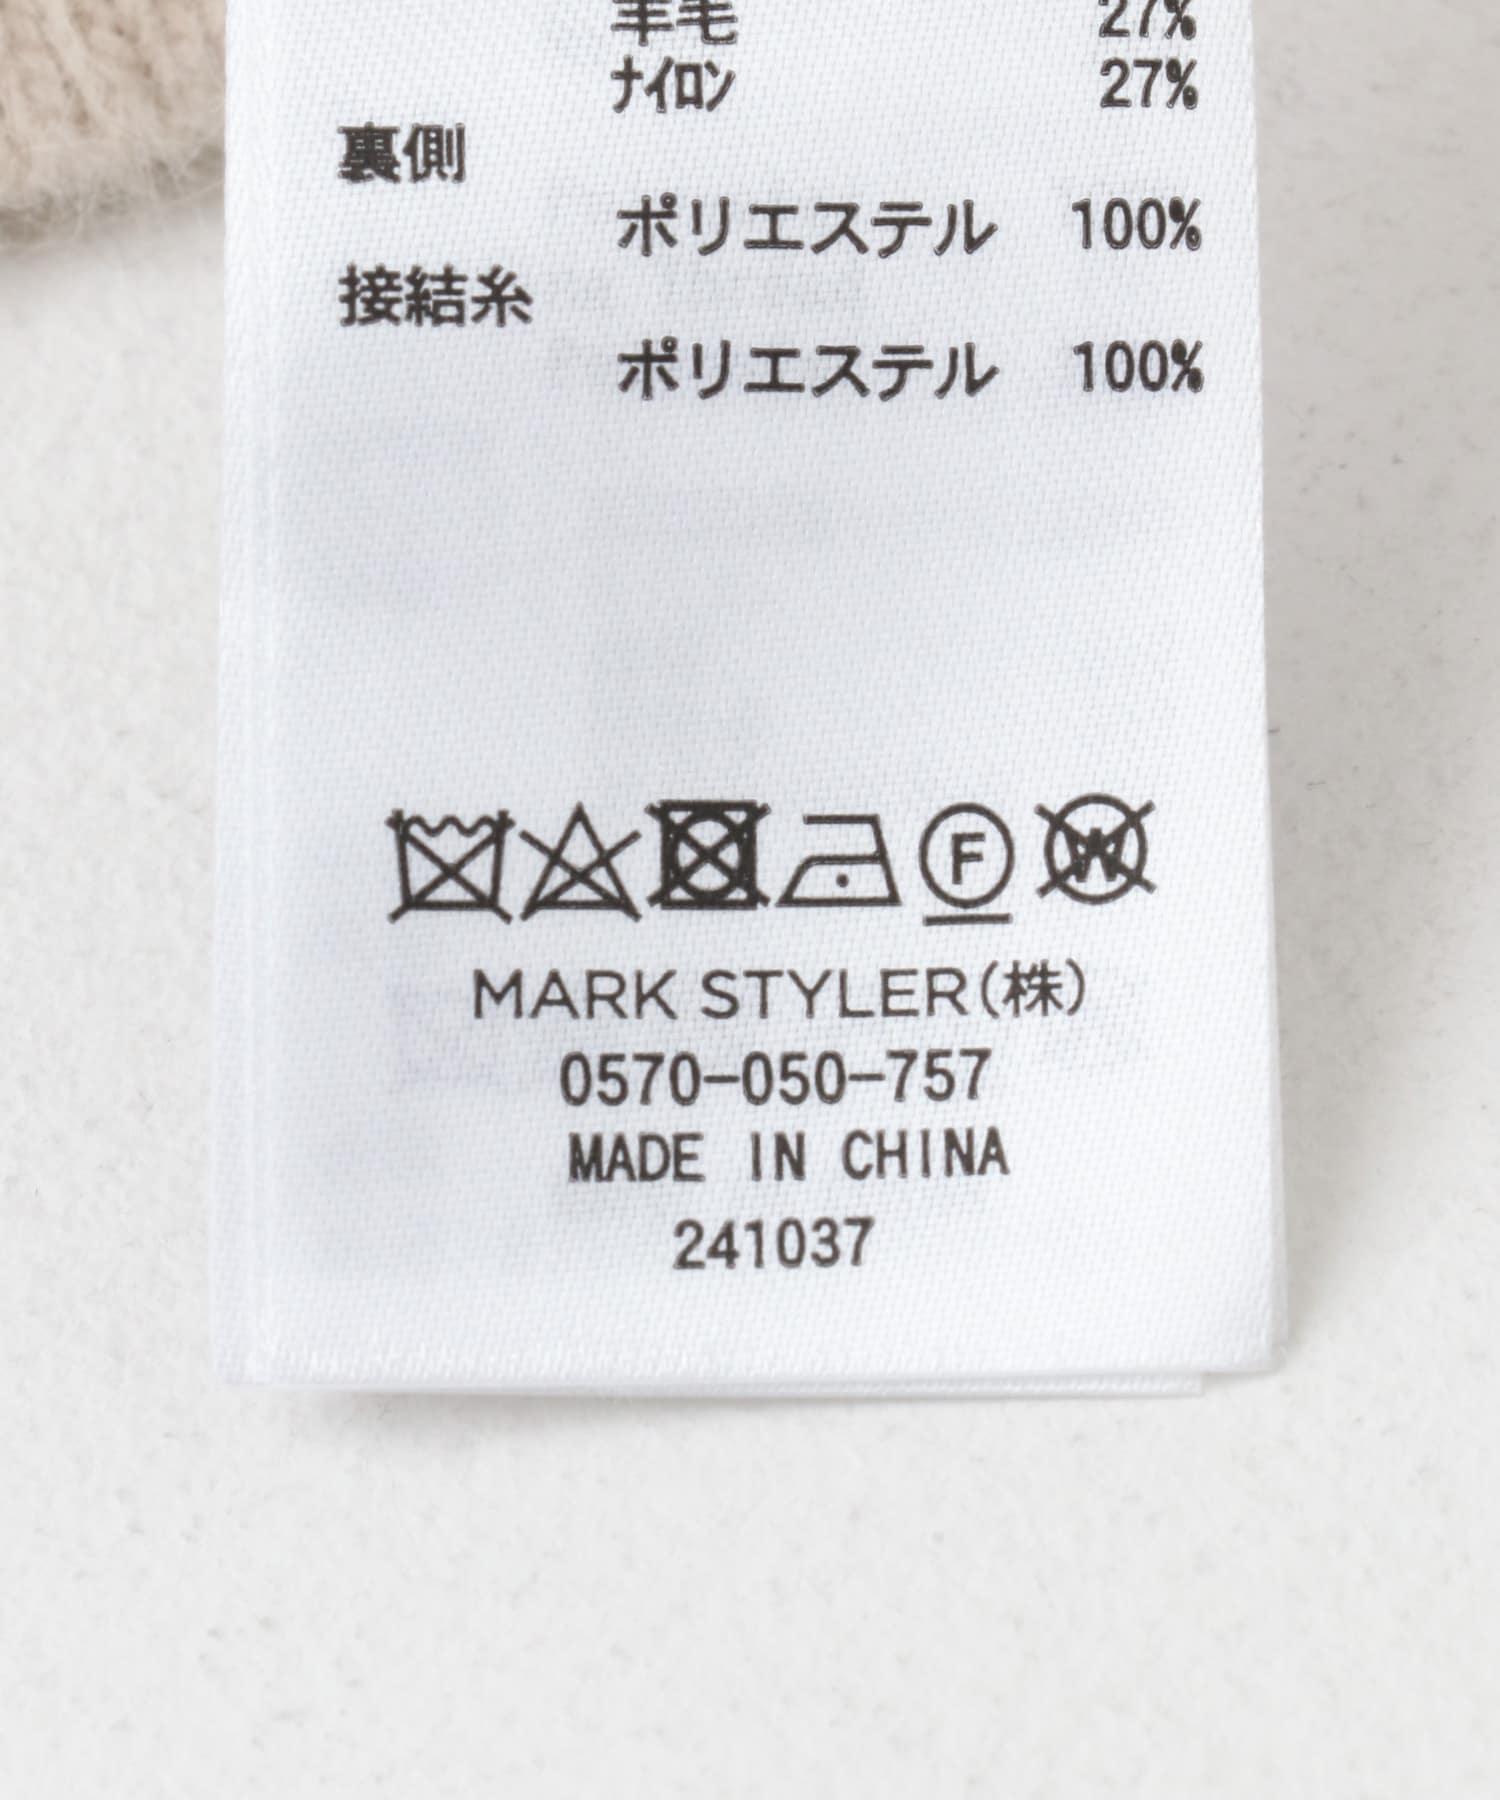 羊毛 27%
ナイロン 27%
裏側
ポリエステル 100%
接結糸
ポリエステル 100%
F W
MARK STYLER(株)
0570-050-757
MADE IN CHINA
241037